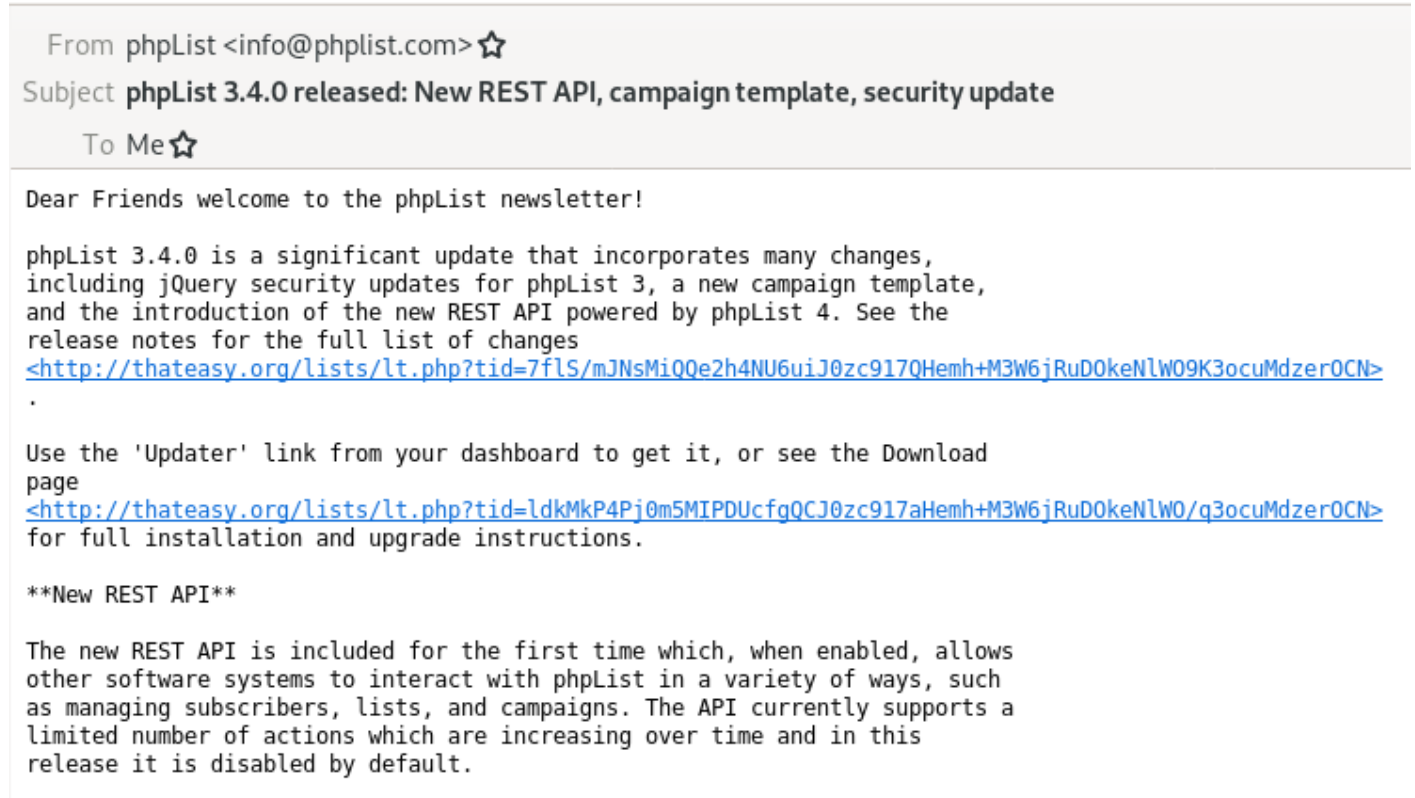 From phpList <info@phplist.com>
Subject phpList 3.4.0 released: New REST API, campaign template, security update
To Me
Dear Friends welcome to the phpList newsletter!
phpList 3.4.0 is a significant update that incorporates many changes,
including jQuery security updates for phpList 3, a new campaign template,
and the introduction of the new REST API powered by phpList 4. See the
release notes for the full list of changes
<http://thateasy.org/lists/lt.php?tid=7flS/mJNsMiQQe2h4NU6uiJ0zc917QHemh+M3W6jRuDOkeNlWO9K3ocuMdzerOCN>
.
Use the 'Updater' link from your dashboard to get it, or see the Download
page
<http://thateasy.org/lists/lt.php?tid=ldkMkP4Pj0m5MIPDUcfgQCJ0zc917aHemh+M3W6jRuDOkeNlWO/q3ocuMdzerOCN>
for full installation and upgrade instructions.
**New REST API**
The new REST API is included for the first time which, when enabled, allows
other software systems to interact with phpList in a variety of ways, such
as managing subscribers, lists, and campaigns. The API currently supports a
limited number of actions which are increasing over time and in this
release it is disabled by default.